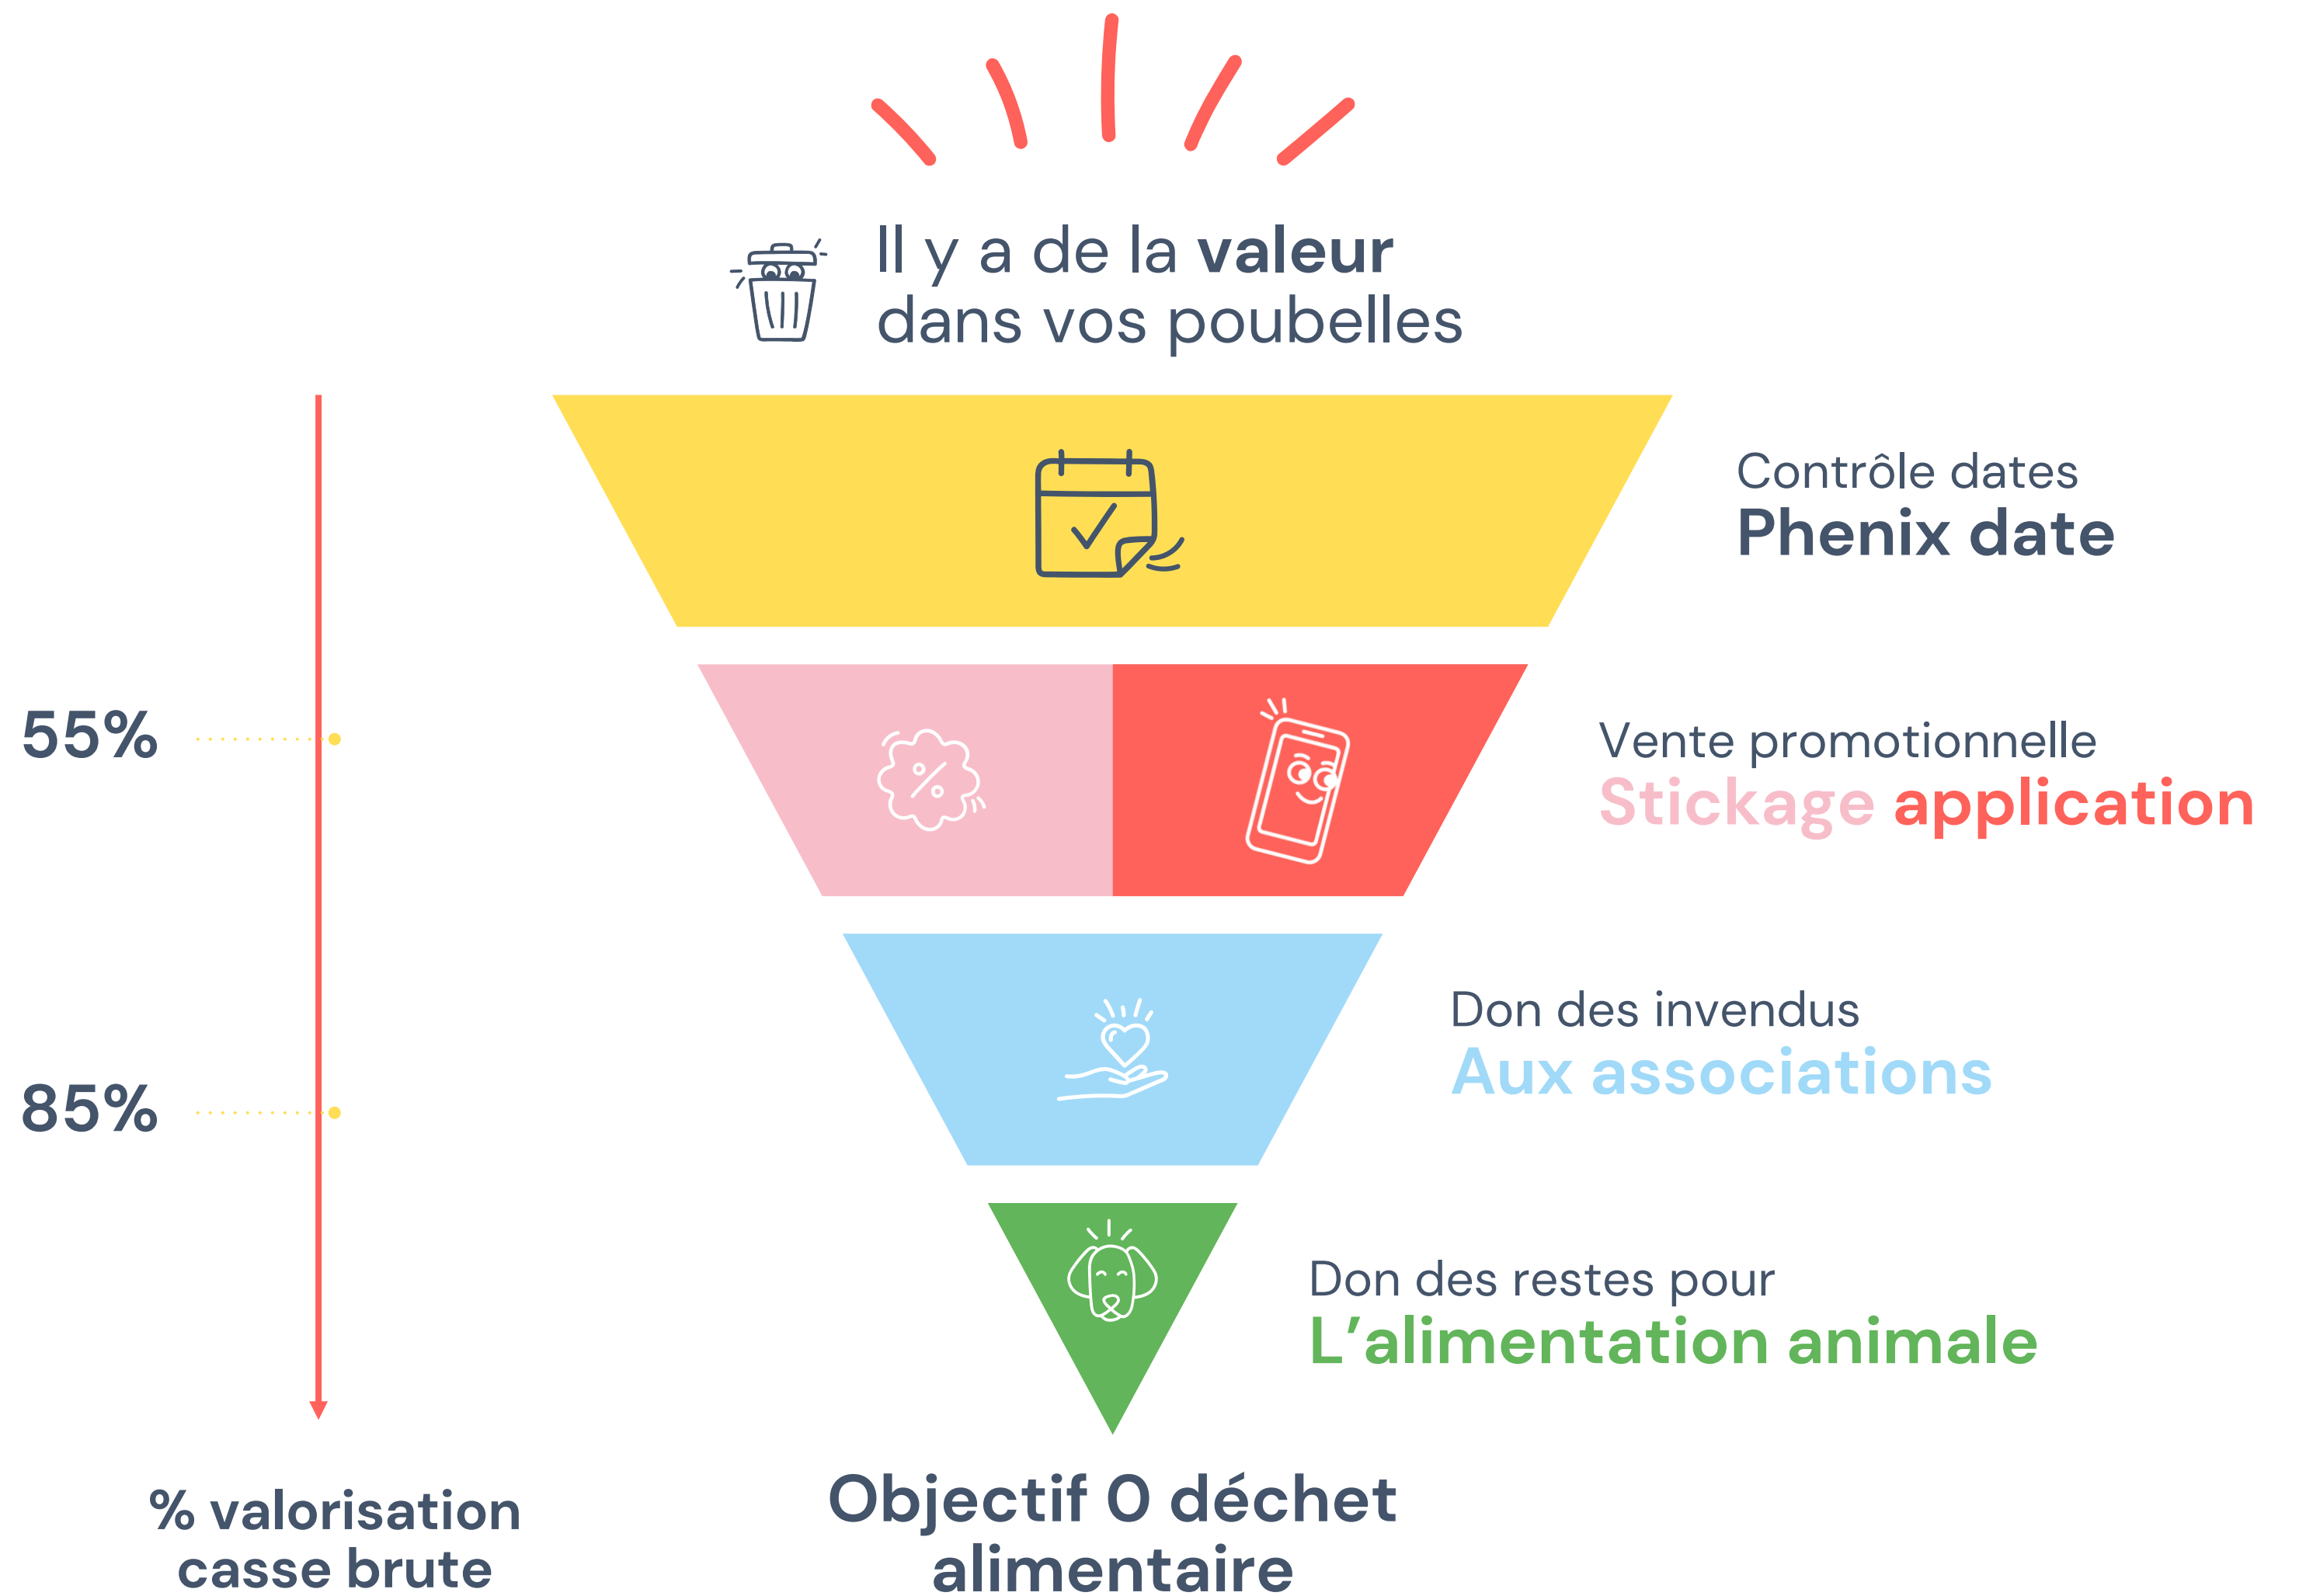 Il y a de la valeur
dans vos poubelles
Contrôle dates
Phenix date
55%
Vente promotionnelle
Stickage application
Don des invendus
Aux associations
85%
Don des restes pour
L’alimentation animale
% valorisation
casse brute
Objectif 0 déchet
alimentaire